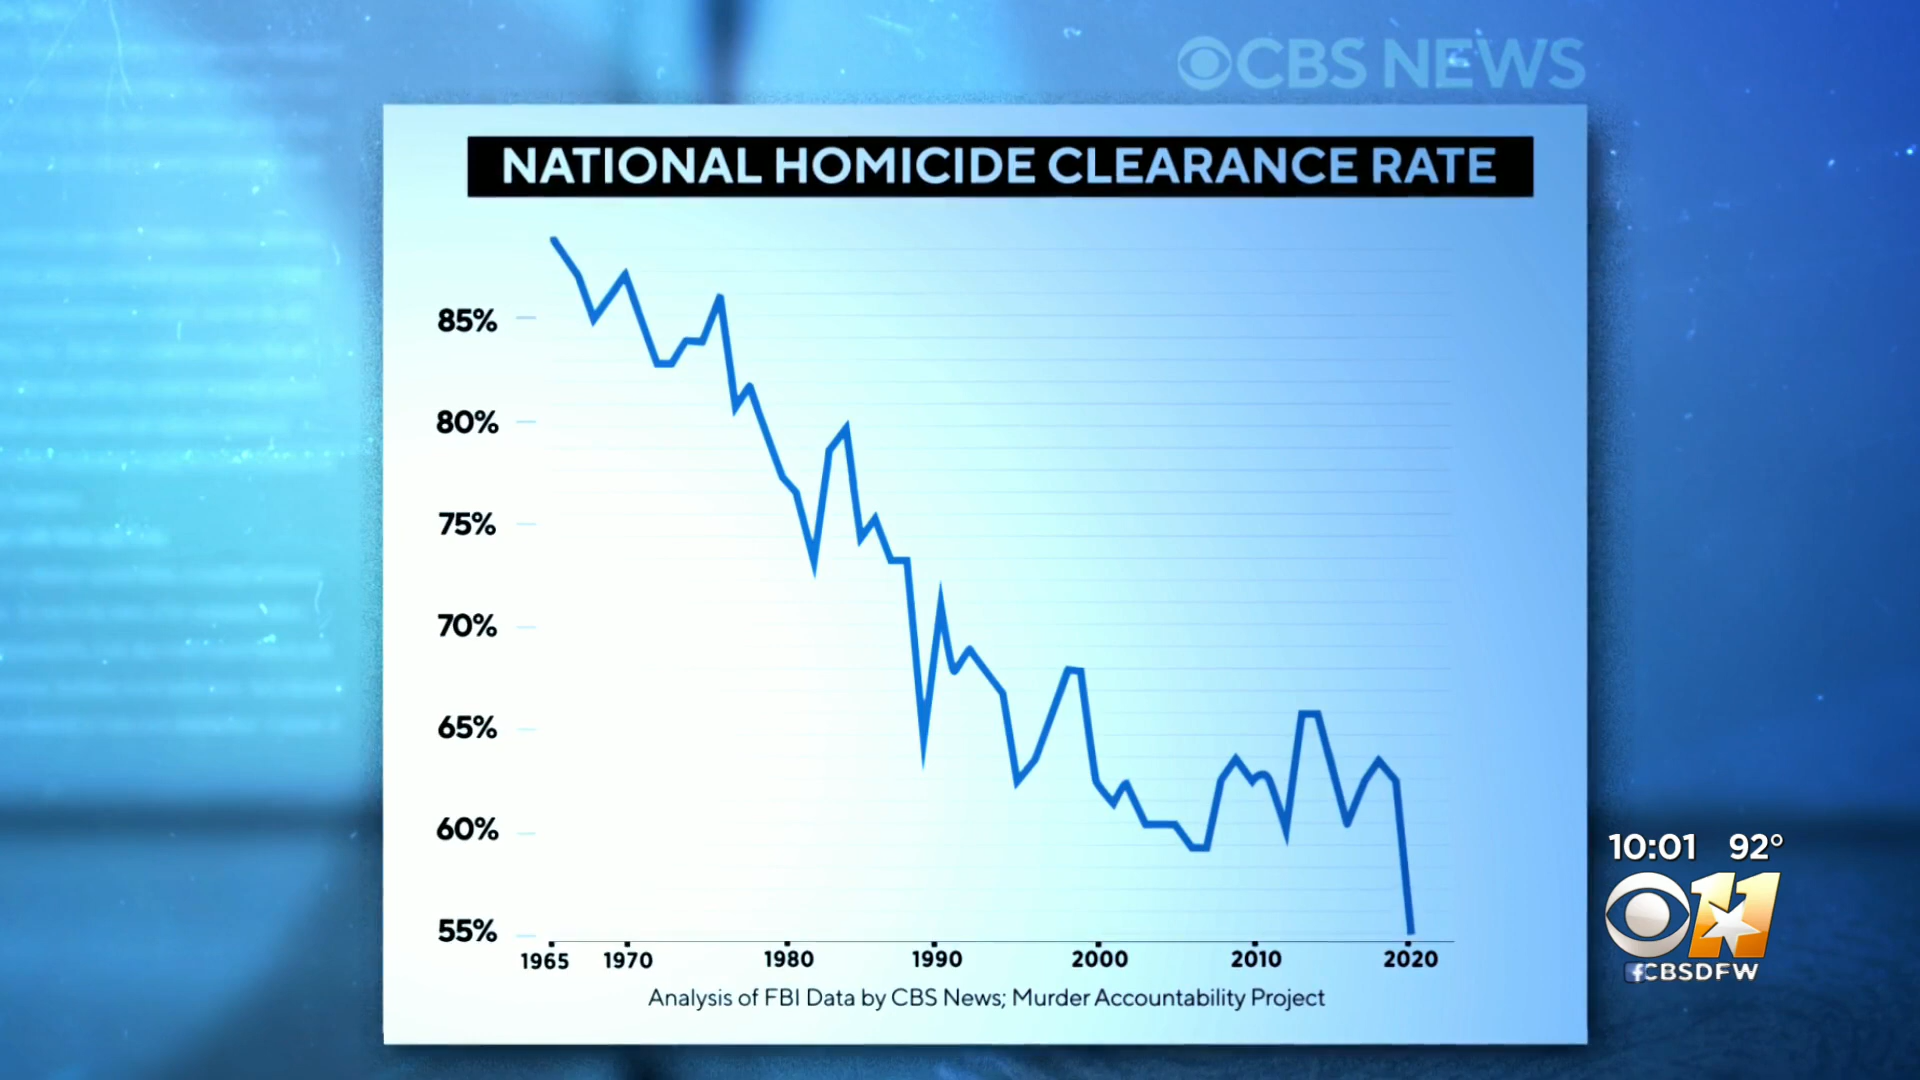 CBS NEWS
NATIONAL HOMICIDE CLEARANCE RATE
85%
80%
75%
70%
65%
60%
55%
1965 1970 1980 1990 2000 2010 2020
Analysis of FBI Data by CBS News; Murder Accountability Project
10:01 92°
11
f CBSDFW